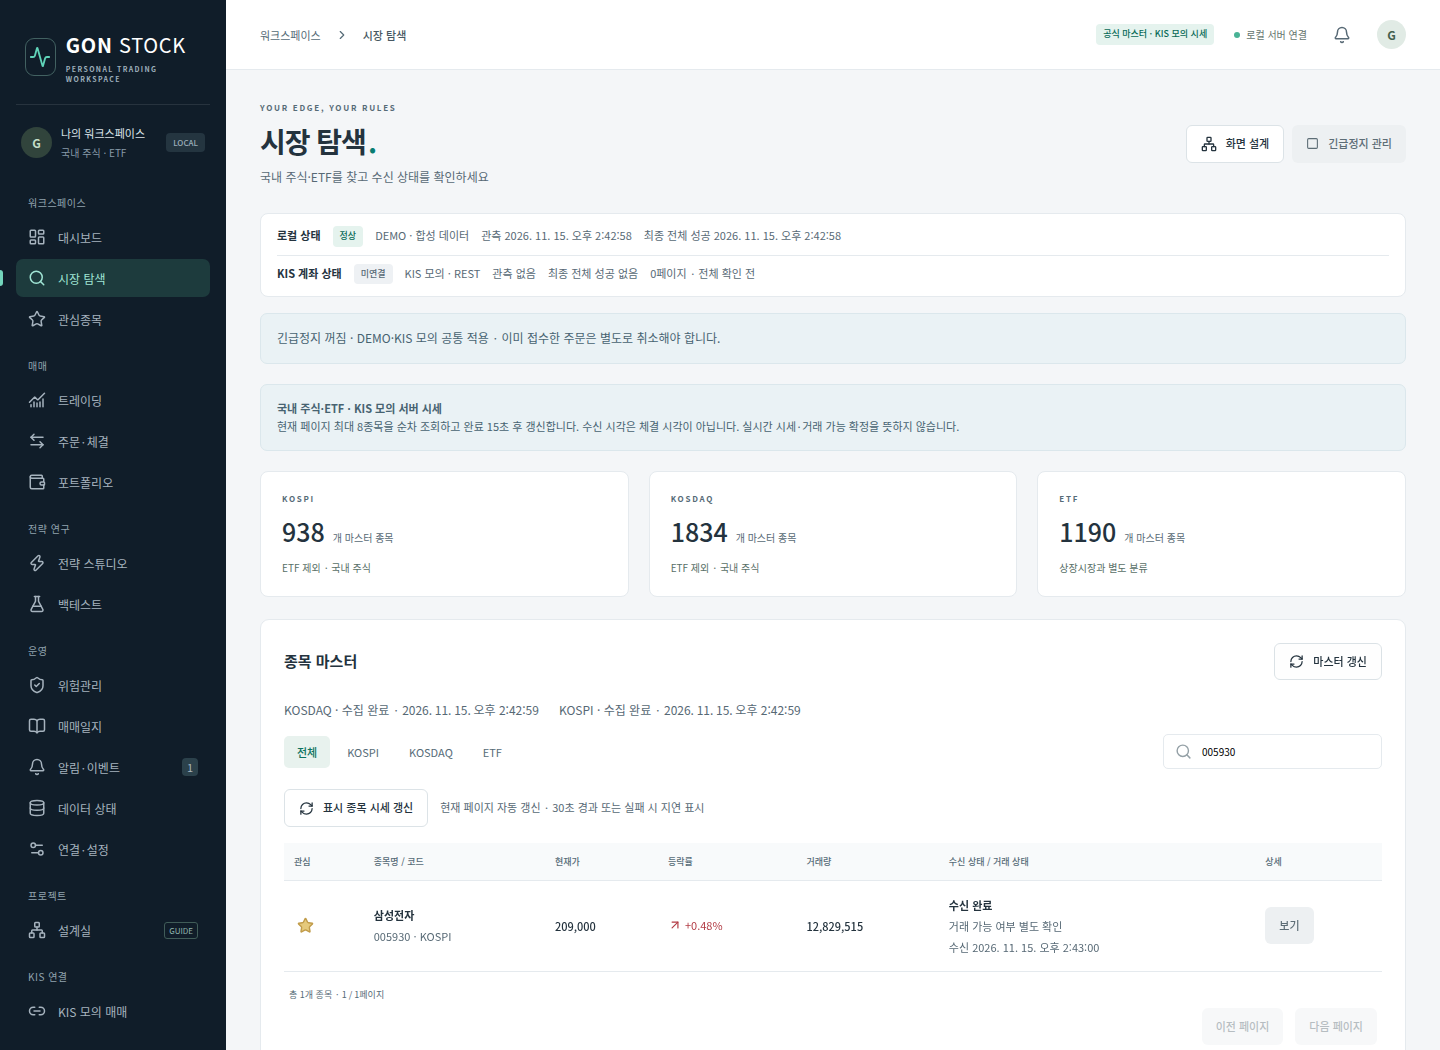 GON STOCK
PERSONAL TRADING
WORKSPACE
G
나의 워크스페이스
국내 주식 · ETF
LOCAL
워크스페이스
대시보드
시장 탐색
관심종목
매매
트레이딩
주문·체결
포트폴리오
전략 연구
전략 스튜디오
백테스트
운영
위험관리
매매일지
알림·이벤트
1
데이터 상태
연결·설정
프로젝트
설계실
GUIDE
KIS 연결
KIS 모의 매매
워크스페이스
시장 탐색
공식 마스터 · KIS 모의 시세
로컬 서버 연결
G
YOUR EDGE, YOUR RULES
시장 탐색.
국내 주식·ETF를 찾고 수신 상태를 확인하세요
화면 설계
긴급정지 관리
로컬 상태 정상 DEMO · 합성 데이터 관측 2026. 11. 15. 오후 2:42:58 최종 전체 성공 2026. 11. 15. 오후 2:42:58
KIS 계좌 상태 미연결 KIS 모의 · REST 관측 없음 최종 전체 성공 없음 0페이지 · 전체 확인 전
긴급정지 꺼짐 · DEMO·KIS 모의 공통 적용 · 이미 접수한 주문은 별도로 취소해야 합니다.
국내 주식·ETF · KIS 모의 서버 시세
현재 페이지 최대 8종목을 순차 조회하고 완료 15초 후 갱신합니다. 수신 시각은 체결 시각이 아닙니다. 실시간 시세·거래 가능 확정을 뜻하지 않습니다.
KOSPI
938 개 마스터 종목
ETF 제외 · 국내 주식
KOSDAQ
1834 개 마스터 종목
ETF 제외 · 국내 주식
ETF
1190 개 마스터 종목
상장시장과 별도 분류
종목 마스터
마스터 갱신
KOSDAQ · 수집 완료 · 2026. 11. 15. 오후 2:42:59 KOSPI · 수집 완료 · 2026. 11. 15. 오후 2:42:59
전체 KOSPI KOSDAQ ETF
005930
표시 종목 시세 갱신
현재 페이지 자동 갱신 · 30초 경과 또는 실패 시 지연 표시
관심 종목명 / 코드 현재가 등락률 거래량 수신 상태 / 거래 상태 상세
삼성전자
005930 · KOSPI
209,000
+0.48%
12,829,515
수신 완료
거래 가능 여부 별도 확인
수신 2026. 11. 15. 오후 2:43:00
보기
총 1개 종목 · 1 / 1페이지
이전 페이지
다음 페이지